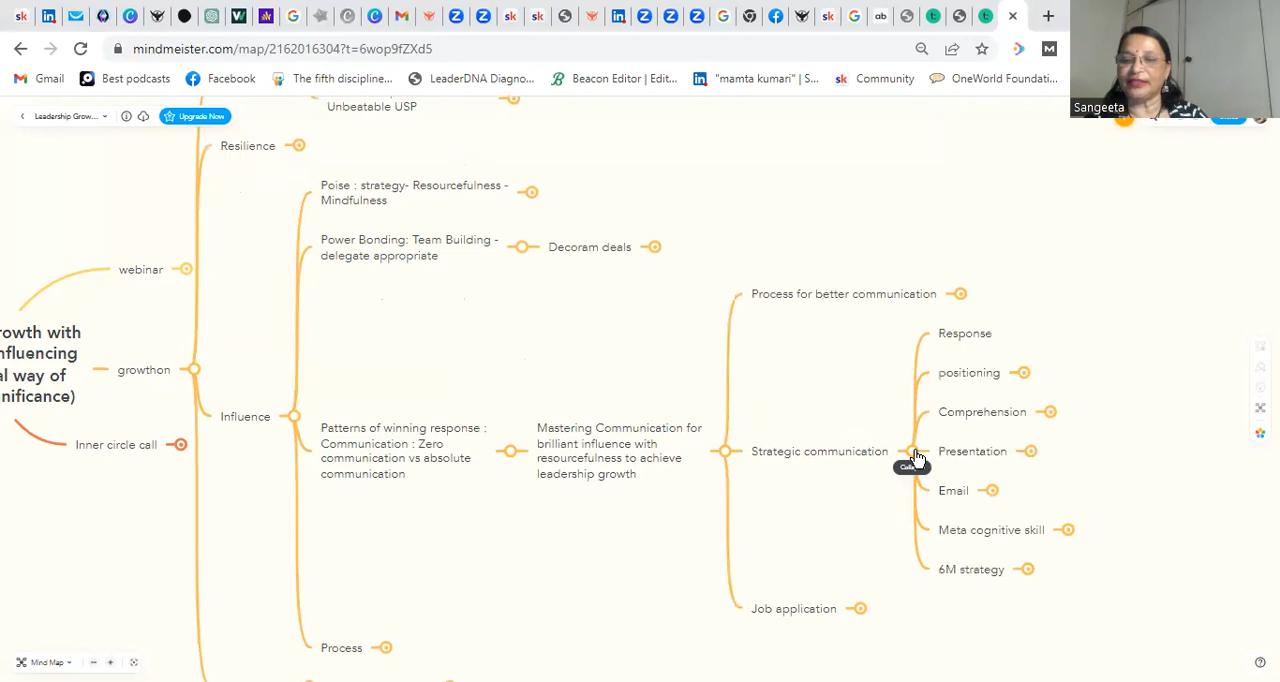 mindmeister.com/map/2162016304?t=6wop9fZXd5
Gmail
Best podcasts
Facebook
The fifth discipline...
LeaderDNA Diagno...
Beacon Editor | Edit...
"mamta kumari" | S...
Community
OneWorld Foundati...
Sangeeta
Leadership Grow...
Upgrade Now
Unbeatable USP
Resilience
Poise : strategy- Resourcefulness -
Mindfulness
Power Bonding: Team Building -
delegate appropriate
Decoram deals
webinar
Process for better communication
rowth with
nfluencing
al way of
nificance)
growthon
Response
positioning
Influence
Comprehension
Patterns of winning response :
Communication : Zero
communication vs absolute
communication
Mastering Communication for
brilliant influence with
resourcefulness to achieve
leadership growth
Inner circle call
Strategic communication
Presentation
Email
Meta cognitive skill
6M strategy
Job application
Process
Mind Map